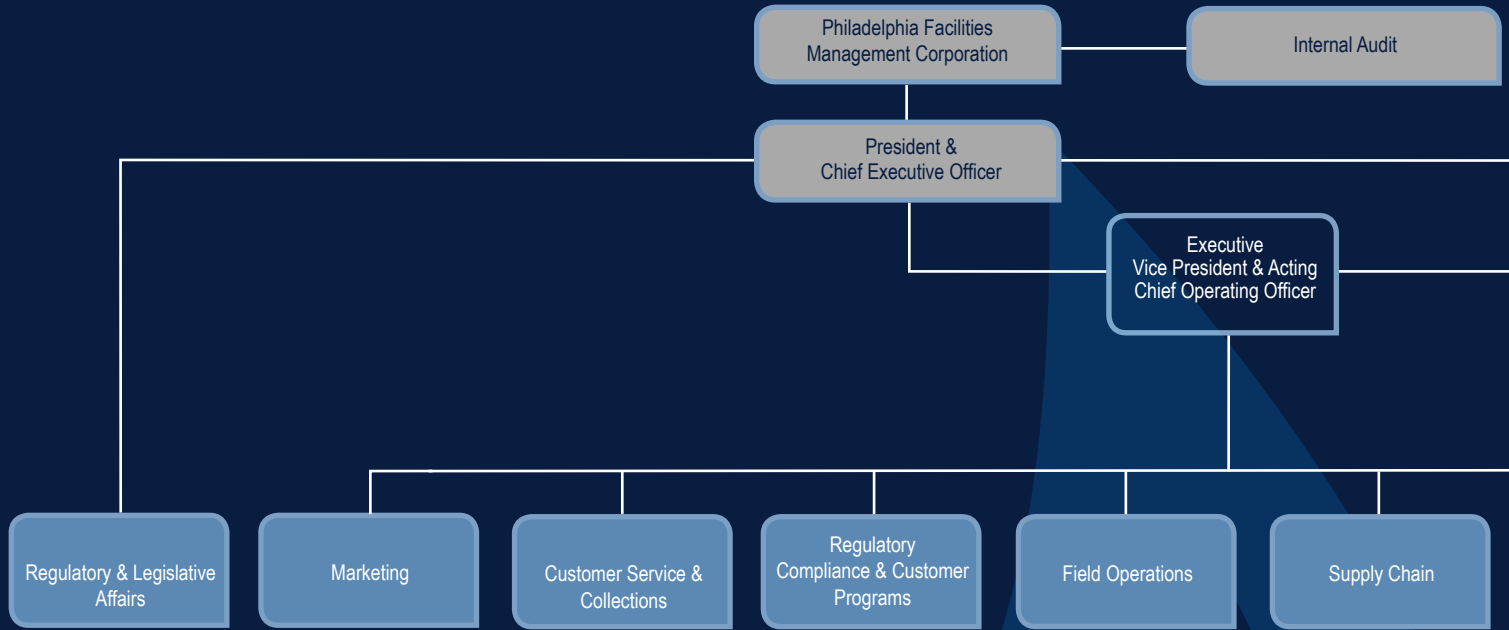 Philadelphia Facilities
Management Corporation
Internal Audit
President &
Chief Executive Officer
Executive
Vice President & Acting
Chief Operating Officer
Regulatory & Legislative
Affairs
Marketing
Customer Service &
Collections
Regulatory
Compliance & Customer
Programs
Field Operations
Supply Chain